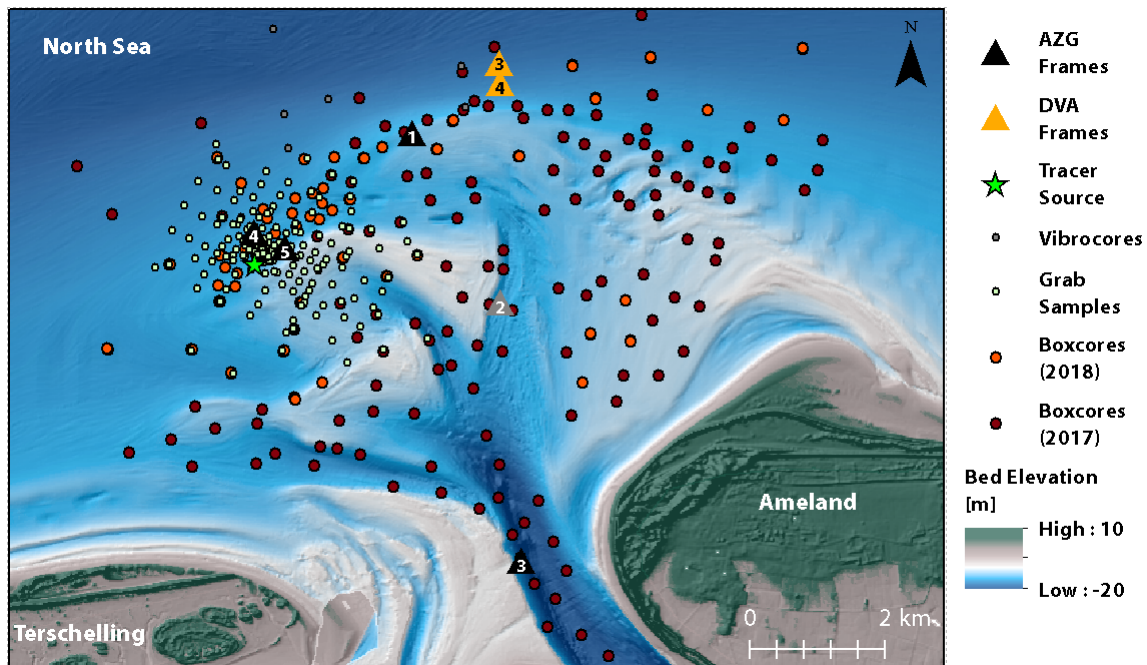 North Sea
N
3
4
1
4
5
2
3
Ameland
Terschelling
0
2 km
AZG
Frames
DVA
Frames
Tracer
Source
Vibrocores
Grab
Samples
Boxcores
(2018)
Boxcores
(2017)
Bed Elevation
[m]
High : 10
Low : -20